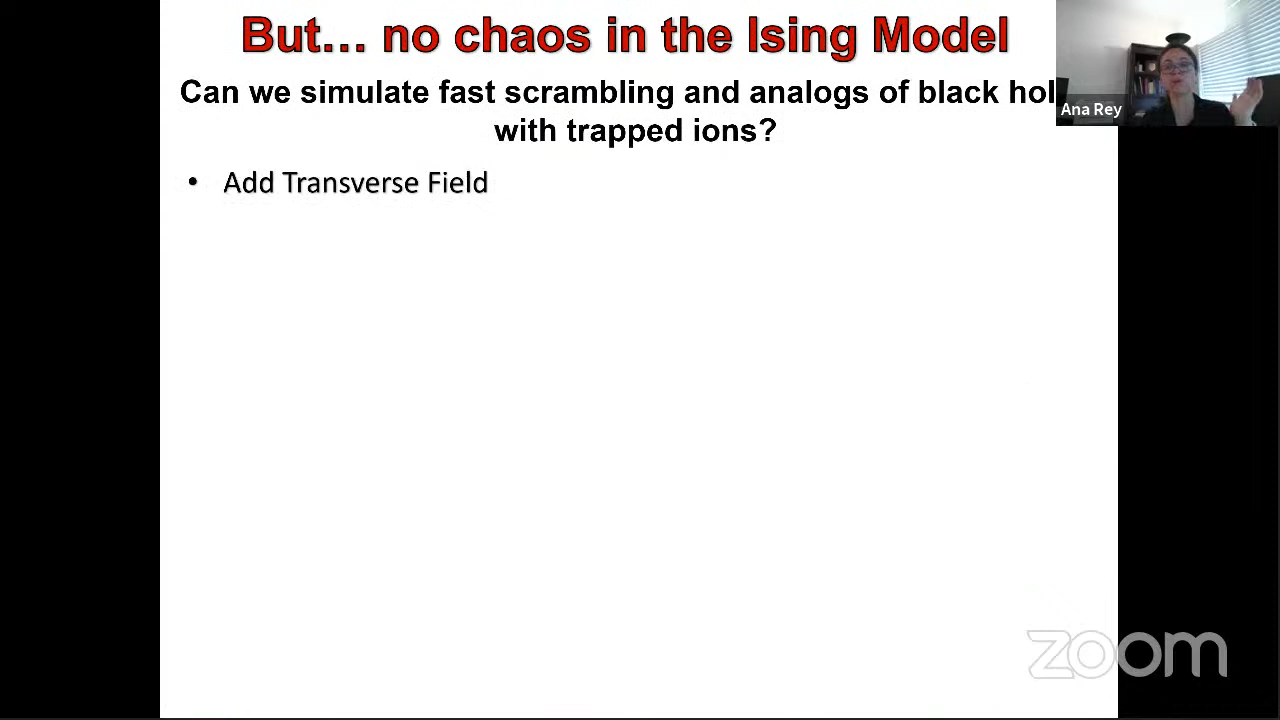 But… no chaos in the Ising Model
Can we simulate fast scrambling and analogs of black
with trapped ions?
Ana Rey
• Add Transverse Field
zoom